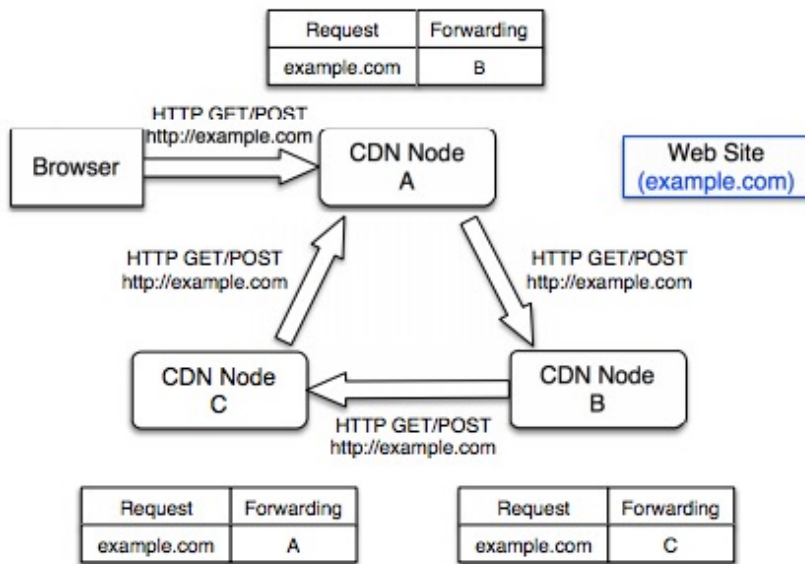 Request Forwarding
example.com B
HTTP GET/POST
http://example.com
Browser
CDN Node
A
Web Site
(example.com)
HTTP GET/POST
http://example.com
HTTP GET/POST
http://example.com
CDN Node
C
CDN Node
B
HTTP GET/POST
http://example.com
Request Forwarding
example.com A
Request Forwarding
example.com C